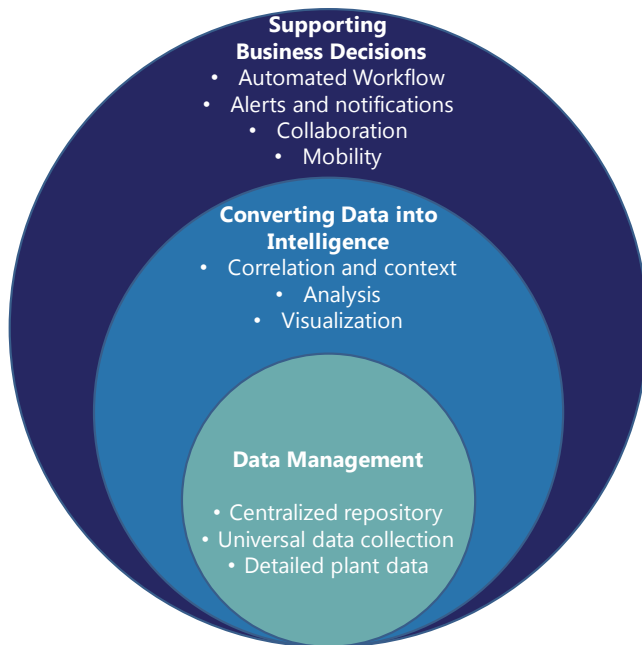 Supporting
Business Decisions
• Automated Workflow
• Alerts and notifications
• Collaboration
• Mobility
Converting Data into
Intelligence
• Correlation and context
• Analysis
• Visualization
Data Management
• Centralized repository
• Universal data collection
• Detailed plant data